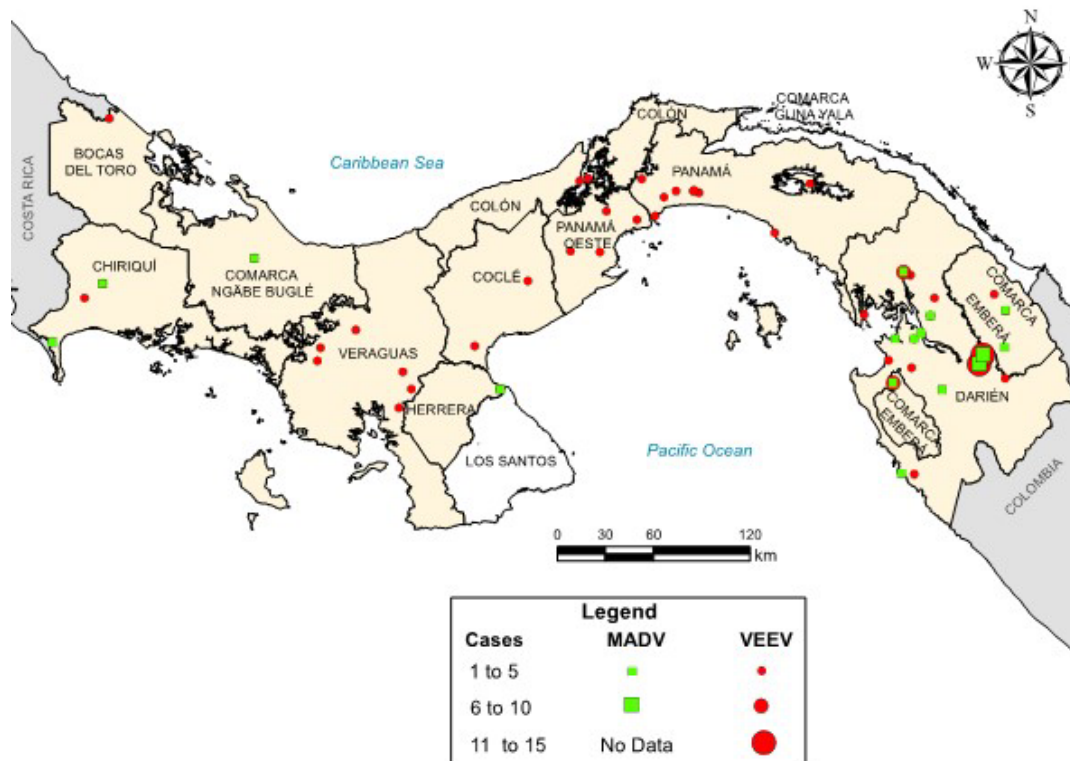 N
W
E
S
COMARCA
GUNA YALA
COLÓN
BOCAS
DEL TORO
Caribbean Sea
PANAMÁ
COSTA RICA
COLÓN
PANAMÁ
OESTE
CHIRIQUÍ
COMARCA
NGÄBE BUGLÉ
COCLÉ
COMARCA
EMBERÁ
VERAGUAS
HERRERA
DARIÉN
COMARCA
EMBERÁ
LOS SANTOS
Pacific Ocean
COLOMBIA
0 30 60 120
km
Legend
Cases MADV VEEV
1 to 5
6 to 10
11 to 15 No Data